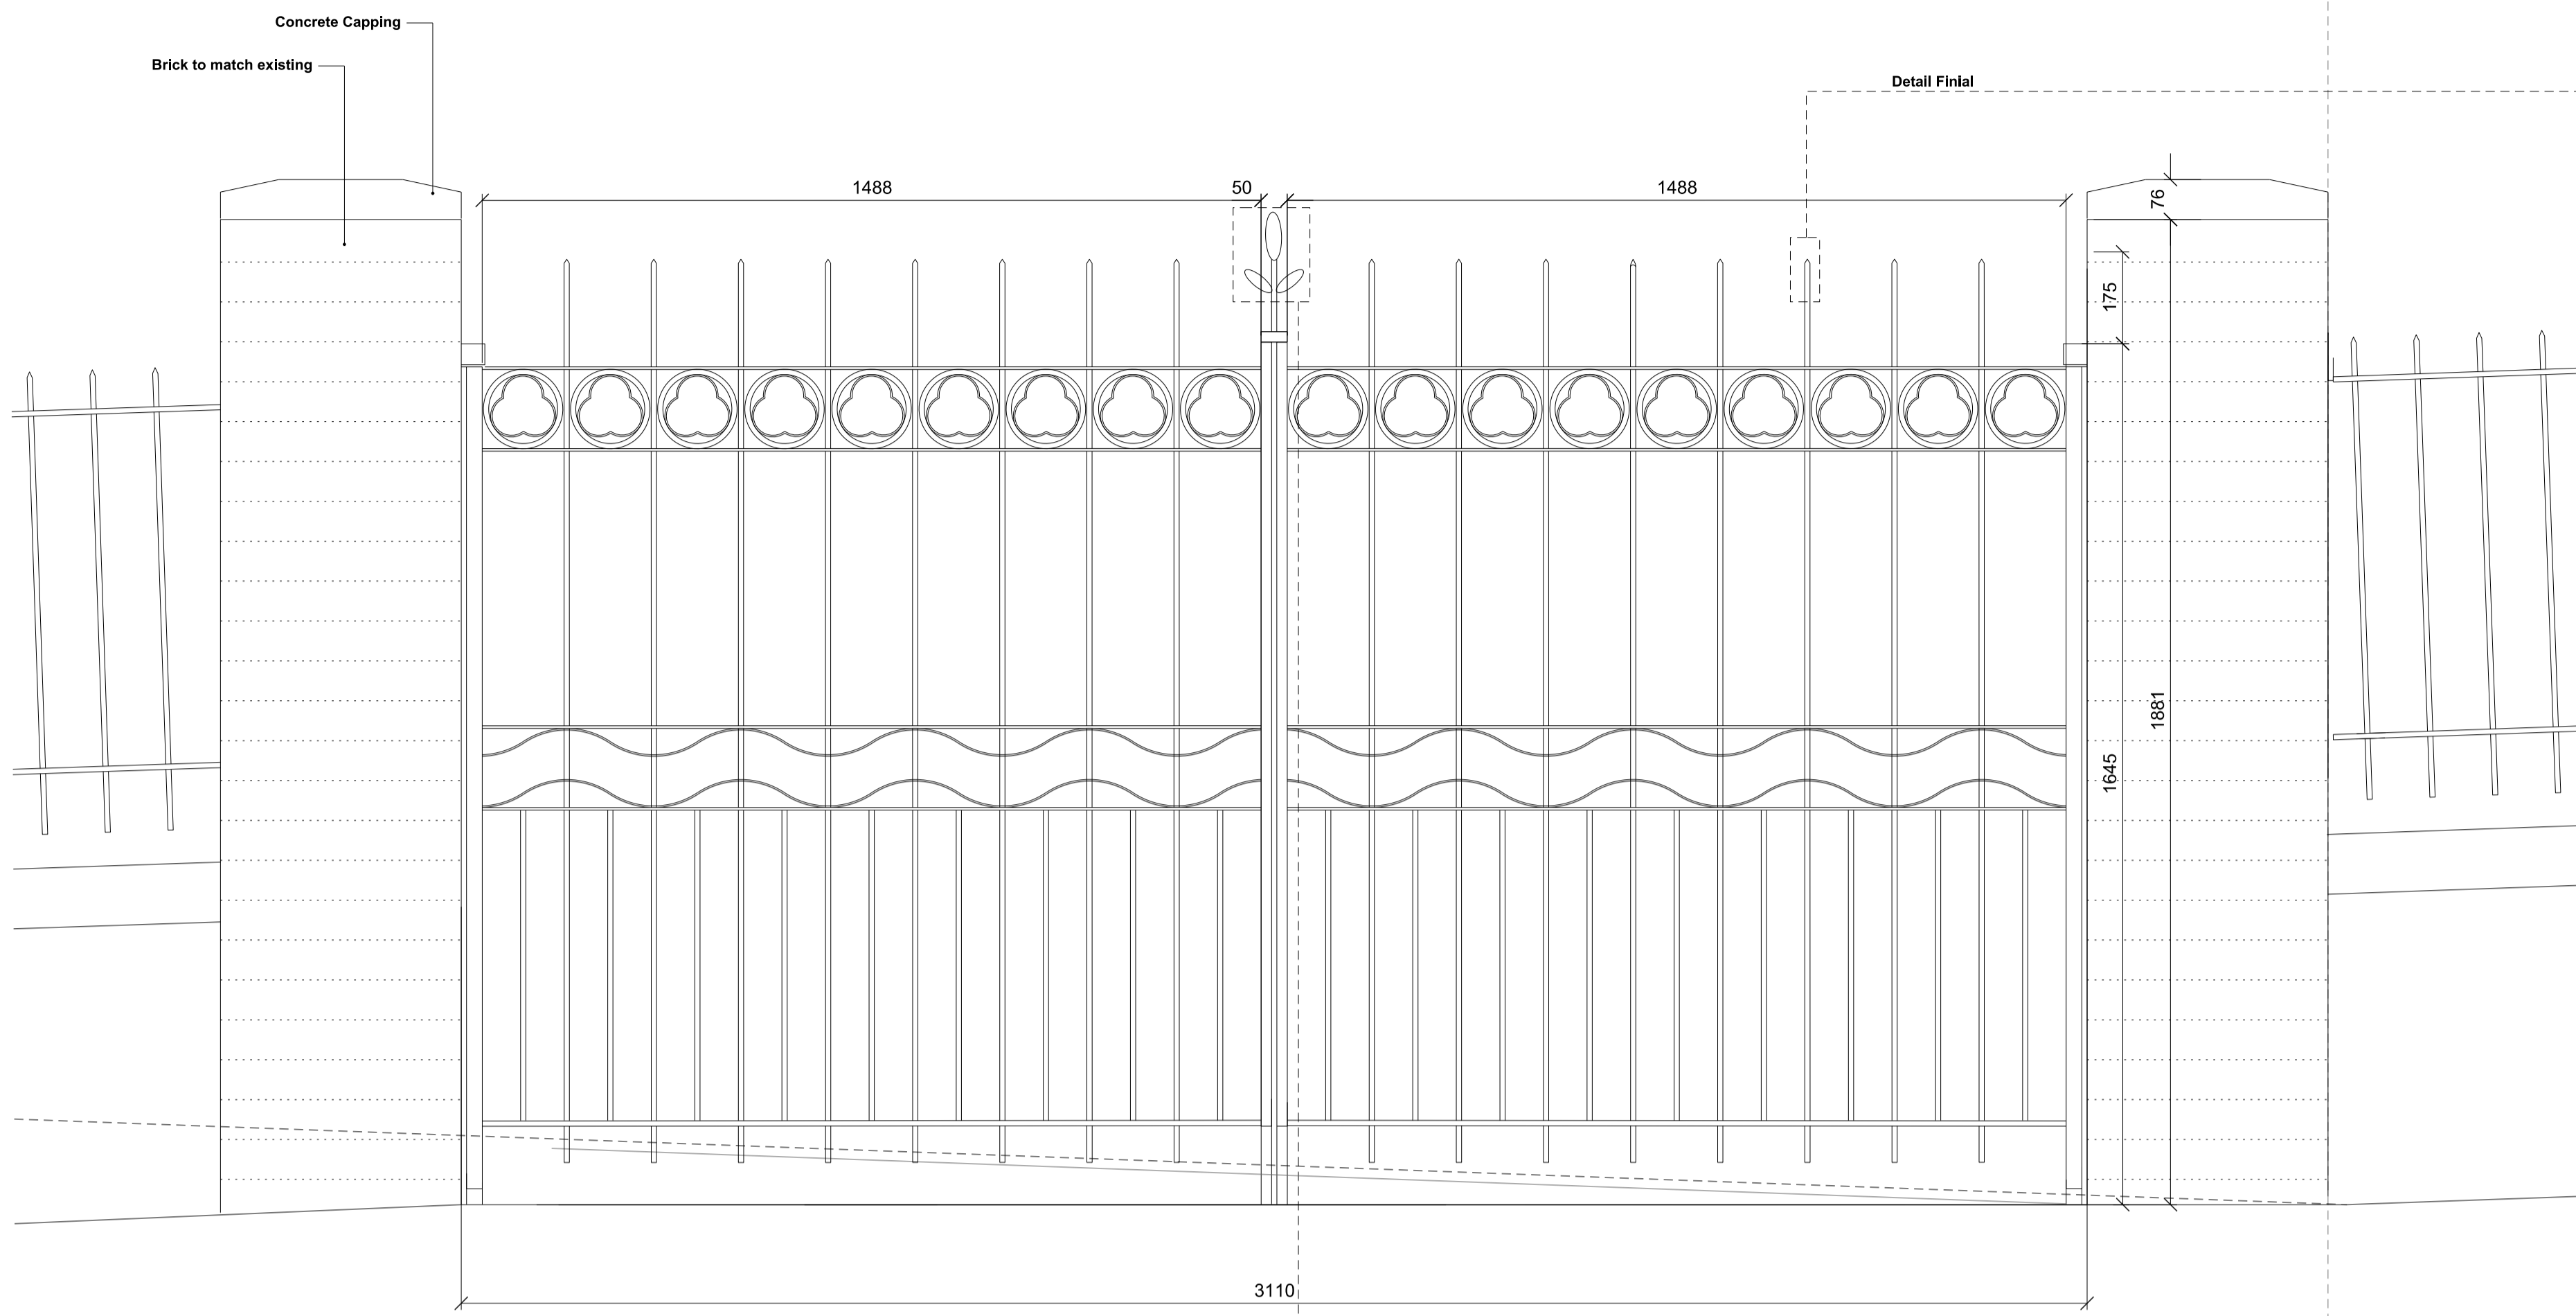 Concrete Capping
Brick to match existing
Detail Finial
1488
50
1488
76
175
1881
1645
3110